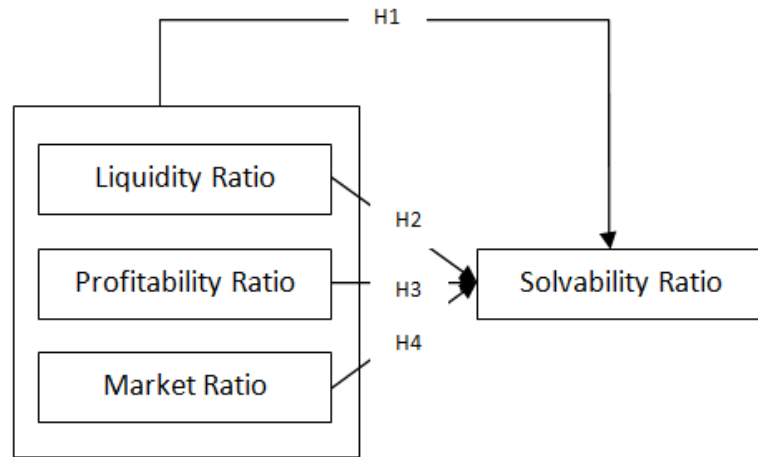 H1
Liquidity Ratio
H2
Profitability Ratio
H3
Solvability Ratio
H4
Market Ratio